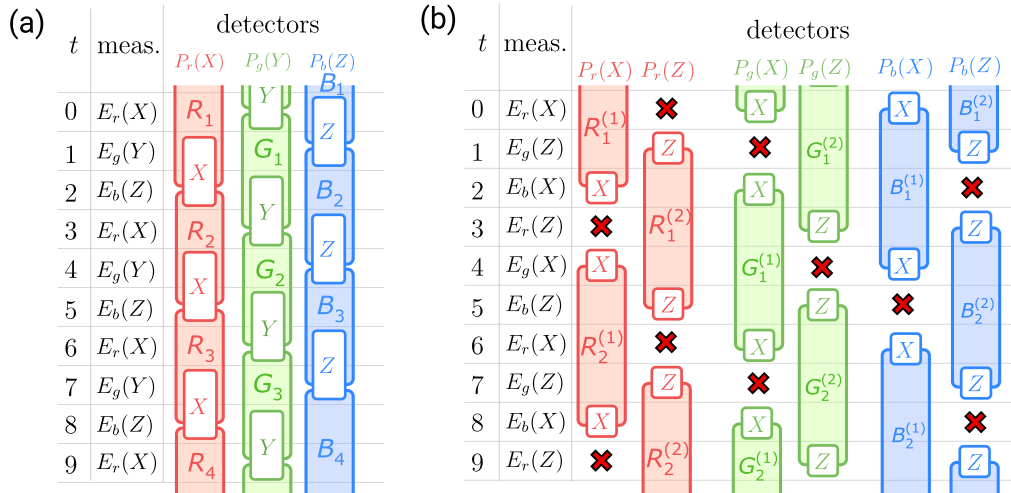 (a)
detectors
t meas. P_r(X) P_g(Y) P_b(Z)
B_1
0 E_r(X) R_1 Y Z
1 E_g(Y) X G_1
2 E_b(Z) Y B_2
3 E_r(X) R_2 Z
4 E_g(Y) X G_2
5 E_b(Z) Y B_3
6 E_r(X) R_3 Z
7 E_g(Y) X G_3
8 E_b(Z) Y B_4
9 E_r(X) R_4
(b)
detectors
t meas. P_r(X) P_r(Z) P_g(X) P_g(Z) P_b(X) P_b(Z)
0 E_r(X) R_1^{(1)} X X B_1^{(2)}
1 E_g(Z) Z G_1^{(2)} Z
2 E_b(X) X X B_1^{(1)}
3 E_r(Z) R_1^{(2)} Z Z
4 E_g(X) X G_1^{(1)} X
5 E_b(Z) Z Z B_2^{(2)}
6 E_r(X) R_2^{(1)} X X
7 E_g(Z) Z G_2^{(2)} Z
8 E_b(X) X X B_2^{(1)}
9 E_r(Z) R_2^{(2)} G_2^{(1)} Z Z